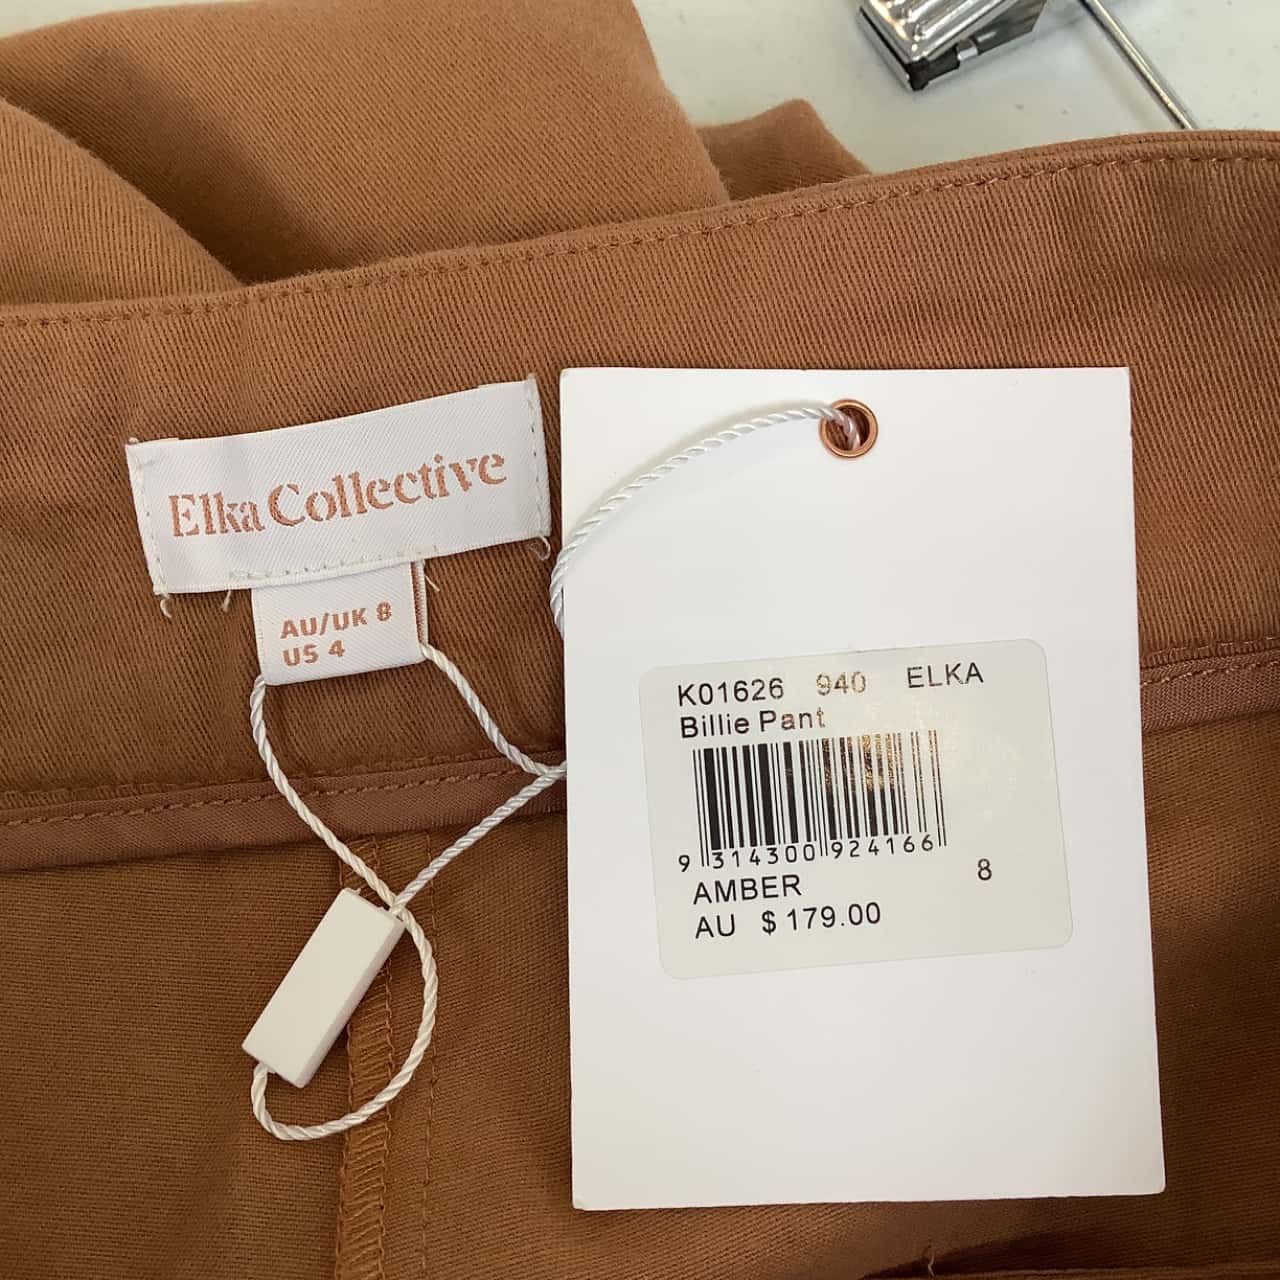 Elka Collective
AU/UK 8
US 4
K01626 940 ELKA
Billie Pant
9 314300 924166
AMBER 8
AU $179.00